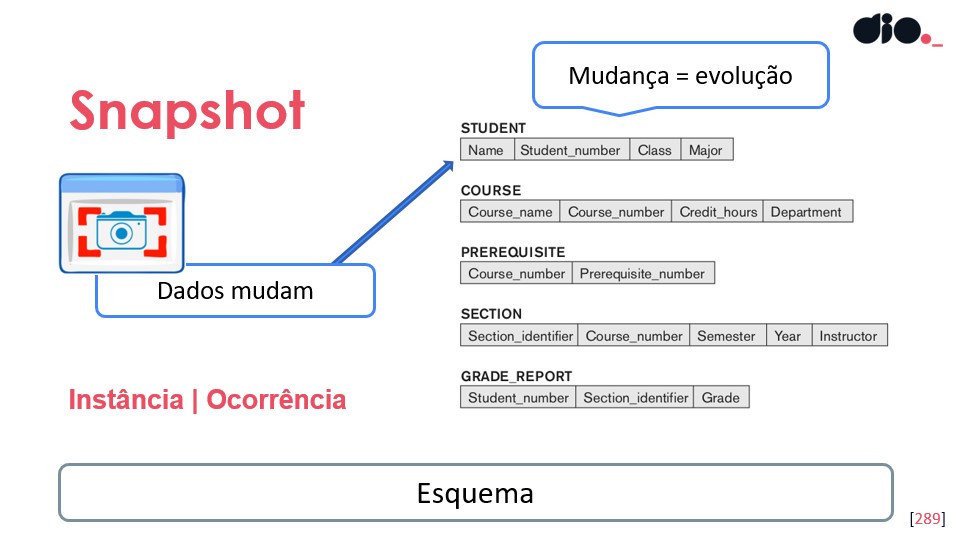 dio._
Mudança = evolução
Snapshot
STUDENT
Name Student_number Class Major
COURSE
Course_name Course_number Credit_hours Department
PREREQUISITE
Course_number Prerequisite_number
Dados mudam
SECTION
Section_identifier Course_number Semester Year Instructor
GRADE_REPORT
Student_number Section_identifier Grade
Instância | Ocorrência
Esquema
[289]